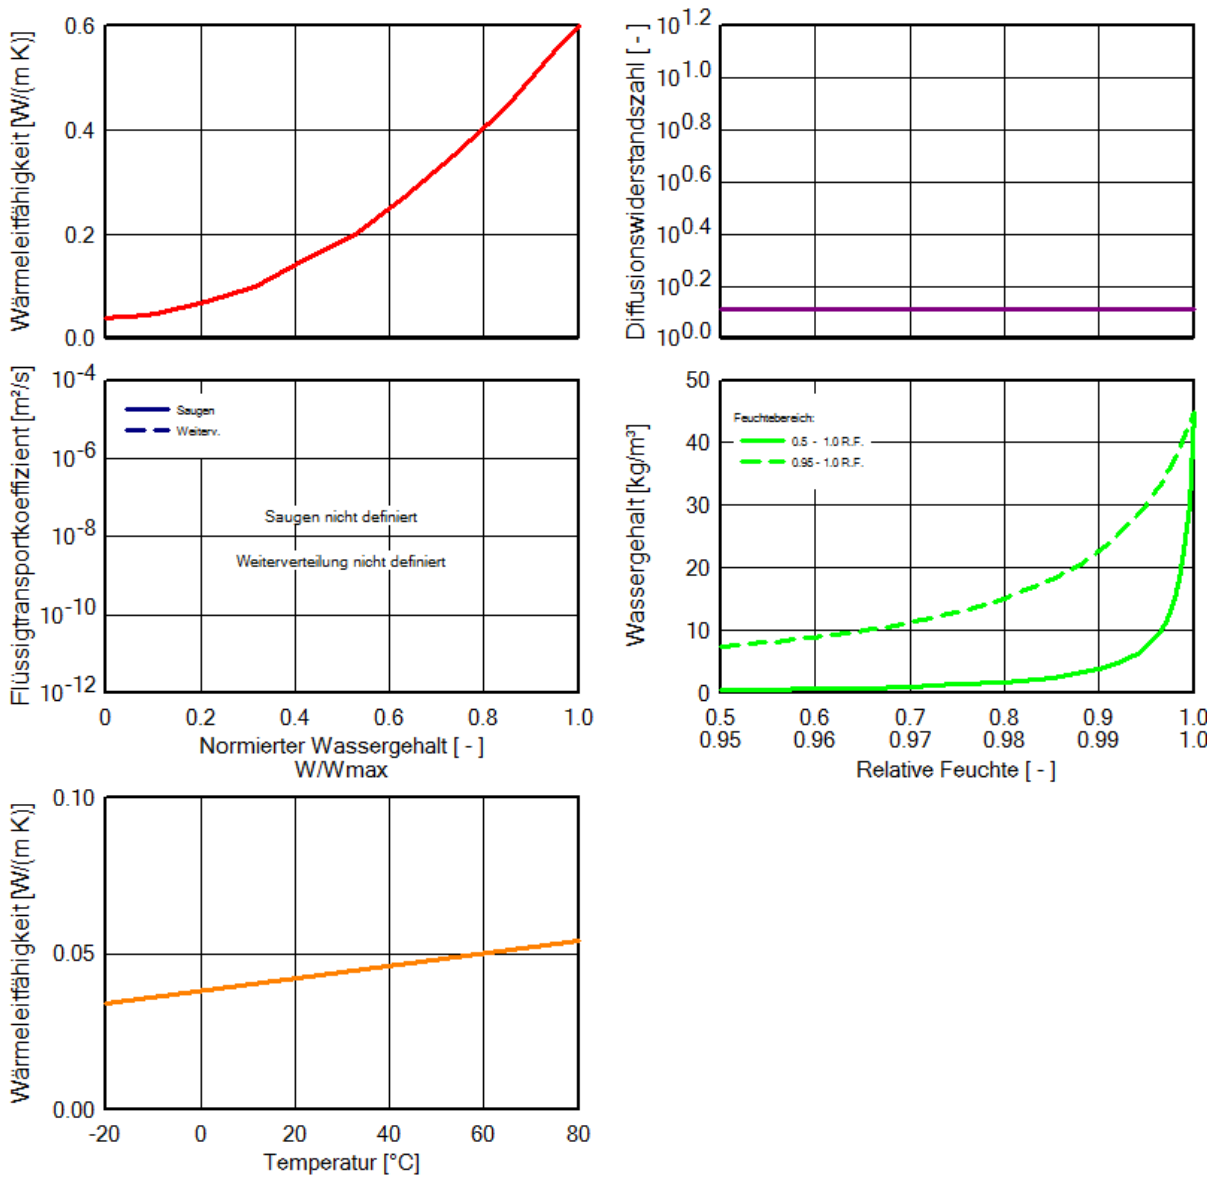 Wärmeleitfähigkeit [W/(m K)]
0.6
0.4
0.2
0.0
Diffusionswiderstandszahl [ - ]
10^1.2
10^1.0
10^0.8
10^0.6
10^0.4
10^0.2
10^0.0
Flüssigtransportkoeffizient [m²/s]
10^-4
10^-6
10^-8
10^-10
10^-12
Saugen
Weiterv.
Saugen nicht definiert
Weiterverteilung nicht definiert
0 0.2 0.4 0.6 0.8 1.0
Normierter Wassergehalt [ - ]
W/Wmax
Wassergehalt [kg/m³]
50
40
30
20
10
0
Feuchtebereich:
0.5 - 1.0 R.F.
0.95 - 1.0 R.F.
0.5 0.6 0.7 0.8 0.9 1.0
0.95 0.96 0.97 0.98 0.99 1.0
Relative Feuchte [ - ]
Wärmeleitfähigkeit [W/(m K)]
0.10
0.05
0.00
-20 0 20 40 60 80
Temperatur [°C]